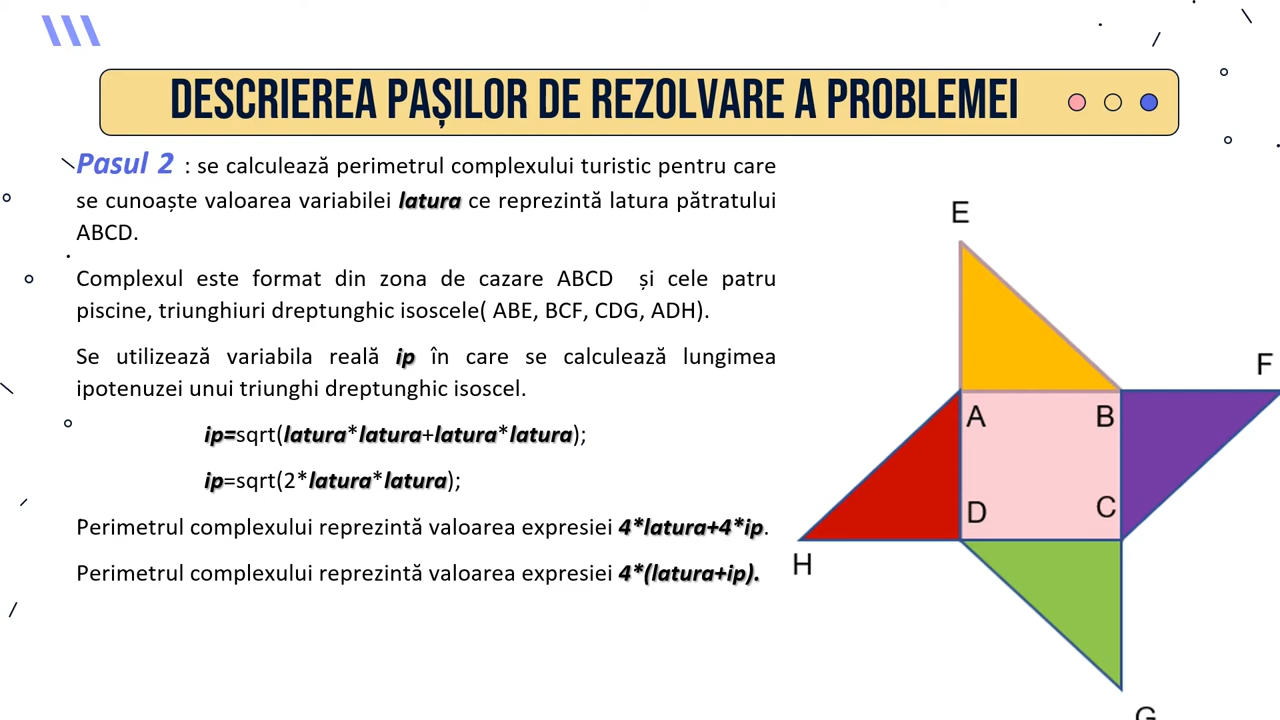 DESCRIEREA PAȘILOR DE REZOLVARE A PROBLEMEI
Pasul 2 : se calculează perimetrul complexului turistic pentru care
se cunoaște valoarea variabilei latura ce reprezintă latura pătratului
ABCD.
Complexul este format din zona de cazare ABCD și cele patru
piscine, triunghiuri dreptunghic isoscele( ABE, BCF, CDG, ADH).
Se utilizează variabila reală ip în care se calculează lungimea
ipotenuzei unui triunghi dreptunghic isoscel.
ip=sqrt(latura*latura+latura*latura);
ip=sqrt(2*latura*latura);
Perimetrul complexului reprezintă valoarea expresiei 4*latura+4*ip.
Perimetrul complexului reprezintă valoarea expresiei 4*(latura+ip).
E
F
A B
D C
H
G